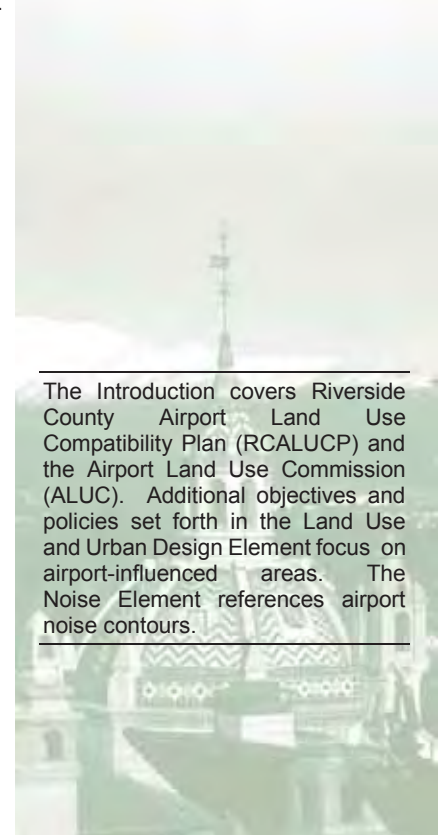 The Introduction covers Riverside
County Airport Land Use
Compatibility Plan (RCALUCP) and
the Airport Land Use Commission
(ALUC). Additional objectives and
policies set forth in the Land Use
and Urban Design Element focus on
airport-influenced areas. The
Noise Element references airport
noise contours.